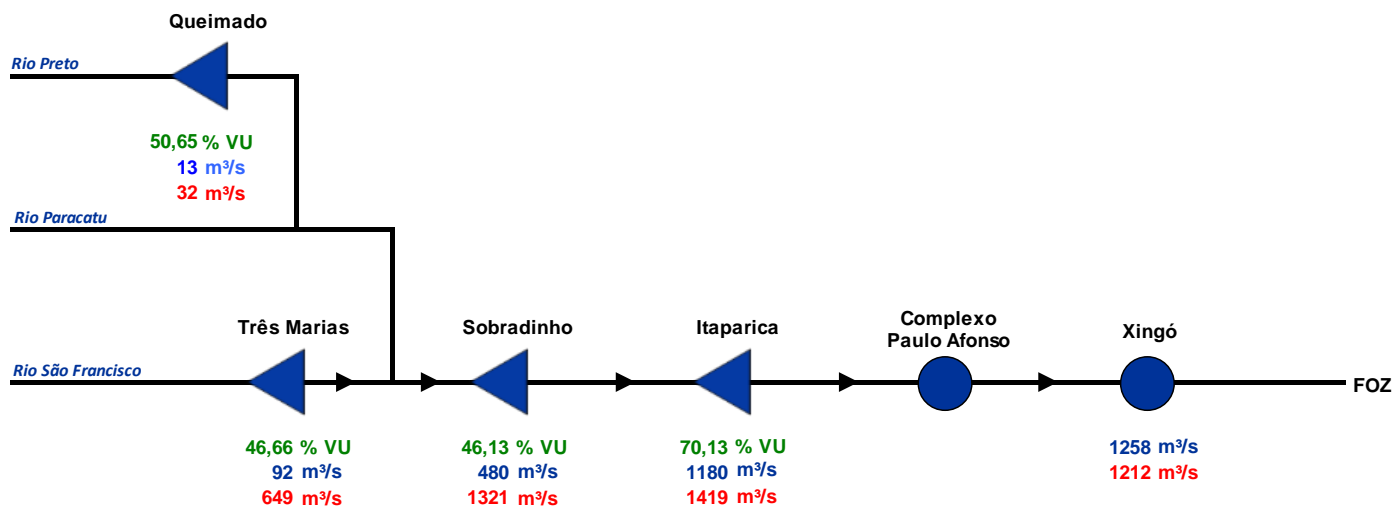 Queimado
Rio Preto
50,65 % VU
13 m³/s
32 m³/s
Rio Paracatu
Três Marias
Sobradinho
Itaparica
Complexo
Paulo Afonso
Xingó
Rio São Francisco
FOZ
46,66 % VU
92 m³/s
649 m³/s
46,13 % VU
480 m³/s
1321 m³/s
70,13 % VU
1180 m³/s
1419 m³/s
1258 m³/s
1212 m³/s